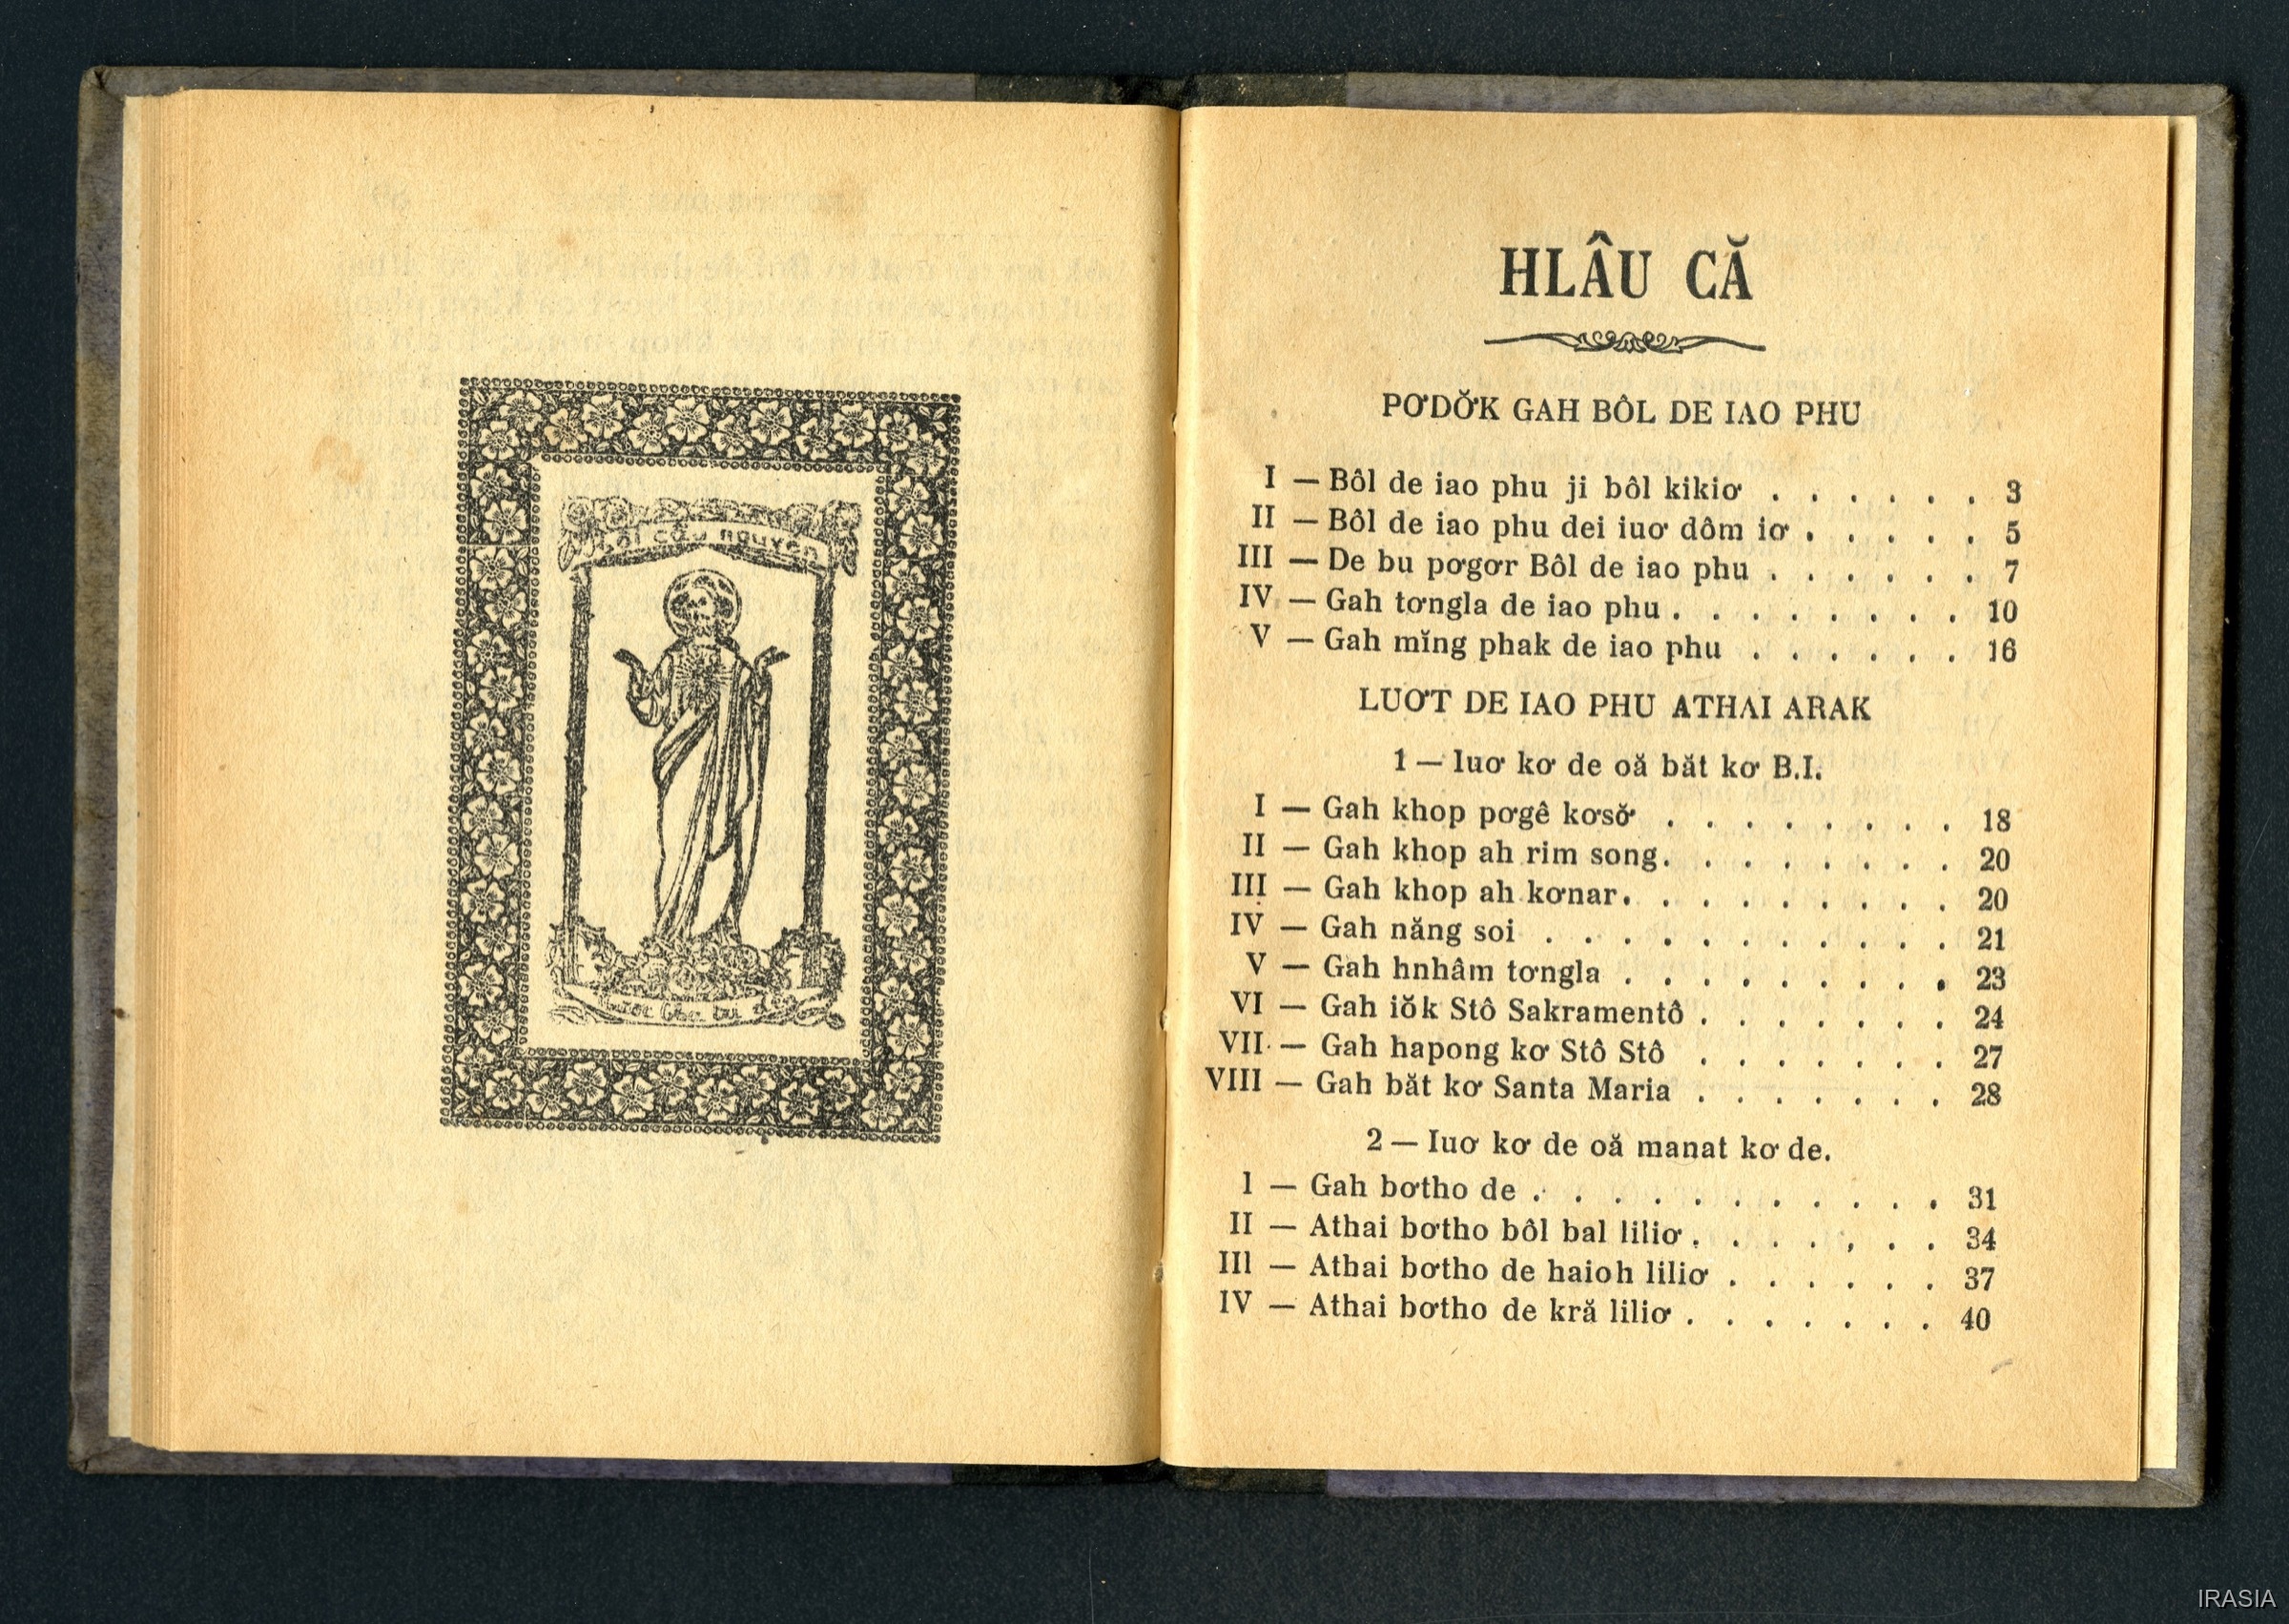 cầu nguyện
HLÂU CĂ
PƠDƠ̆K GAH BÔL DE IAO PHU
I — Bôl de iao phu ji bôl kikiơ . . . . . . 3
II — Bôl de iao phu dei iuơ dôm iơ . . . . . 5
III — De bu pơgơr Bôl de iao phu . . . . . . 7
IV — Gah tơngla de iao phu . . . . . . . . 10
V — Gah mĭng phak de iao phu . . . . . . 16
LUƠT DE IAO PHU ATHAI ARAK
1 — Iuơ kơ de oă băt kơ B.I.
I — Gah khop pơgê kơsơ̆ . . . . . . . . 18
II — Gah khop ah rim song . . . . . . . . 20
III — Gah khop ah kơnar . . . . . . . . . 20
IV — Gah năng soi . . . . . . . . . . . 21
V — Gah hnhâm tơngla . . . . . . . . . 23
VI — Gah iŏk Stô Sakramentô . . . . . . . 24
VII — Gah hapong kơ Stô Stô . . . . . . . 27
VIII — Gah băt kơ Santa Maria . . . . . . . 28
2 — Iuơ kơ de oă manat kơ de.
I — Gah bơtho de . . . . . . . . . . . 31
II — Athai bơtho bôl bal liliơ . . . . . . . 34
III — Athai bơtho de haioh liliơ . . . . . . 37
IV — Athai bơtho de kră liliơ . . . . . . . 40
IRASIA